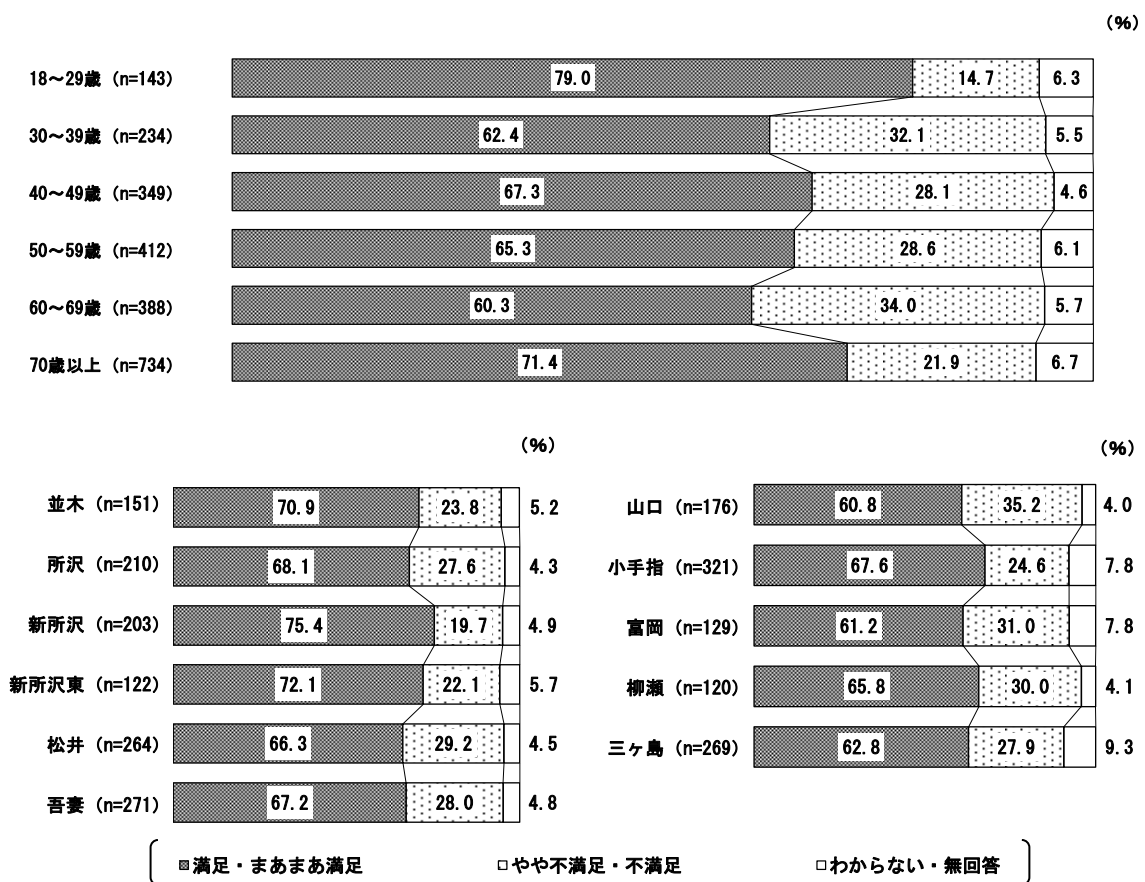 (%)
18～29歳 (n=143) 79.0 14.7 6.3
30～39歳 (n=234) 62.4 32.1 5.5
40～49歳 (n=349) 67.3 28.1 4.6
50～59歳 (n=412) 65.3 28.6 6.1
60～69歳 (n=388) 60.3 34.0 5.7
70歳以上 (n=734) 71.4 21.9 6.7
(%)
並木 (n=151) 70.9 23.8 5.2
所沢 (n=210) 68.1 27.6 4.3
新所沢 (n=203) 75.4 19.7 4.9
新所沢東 (n=122) 72.1 22.1 5.7
松井 (n=264) 66.3 29.2 4.5
吾妻 (n=271) 67.2 28.0 4.8
(%)
山口 (n=176) 60.8 35.2 4.0
小手指 (n=321) 67.6 24.6 7.8
富岡 (n=129) 61.2 31.0 7.8
柳瀬 (n=120) 65.8 30.0 4.1
三ヶ島 (n=269) 62.8 27.9 9.3
満足・まあまあ満足 やや不満足・不満足 わからない・無回答